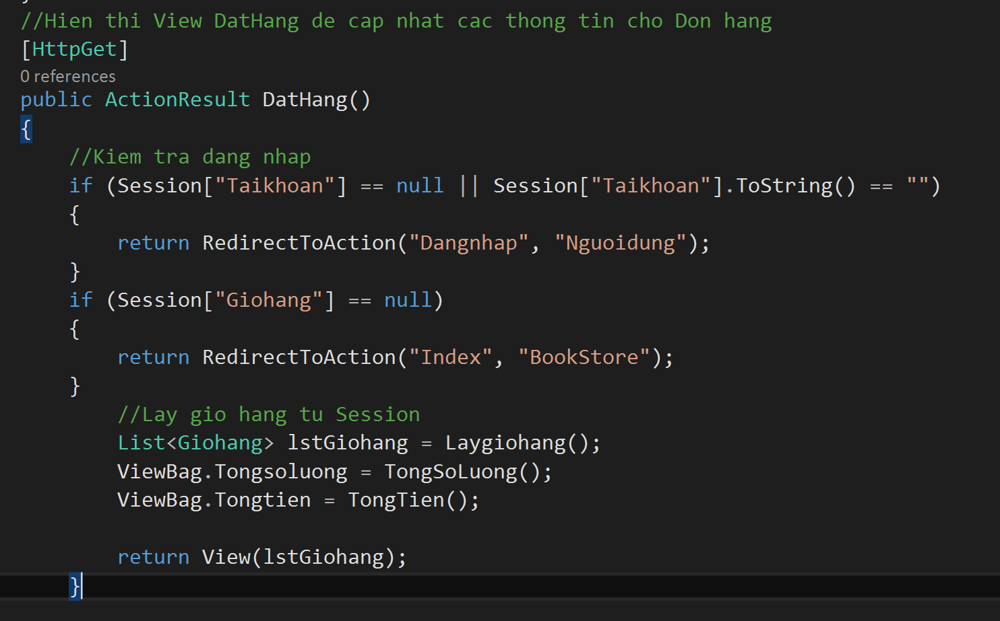 //Hien thi View DatHang de cap nhat cac thong tin cho Don hang
[HttpGet]
0 references
public ActionResult DatHang()
{
//Kiem tra dang nhap
if (Session["Taikhoan"] == null || Session["Taikhoan"].ToString() == "")
{
return RedirectToAction("Dangnhap", "Nguoidung");
}
if (Session["Giohang"] == null)
{
return RedirectToAction("Index", "BookStore");
}
//Lay gio hang tu Session
List<Giohang> lstGiohang = Laygiohang();
ViewBag.Tongsoluong = TongSoLuong();
ViewBag.Tongtien = TongTien();
return View(lstGiohang);
}